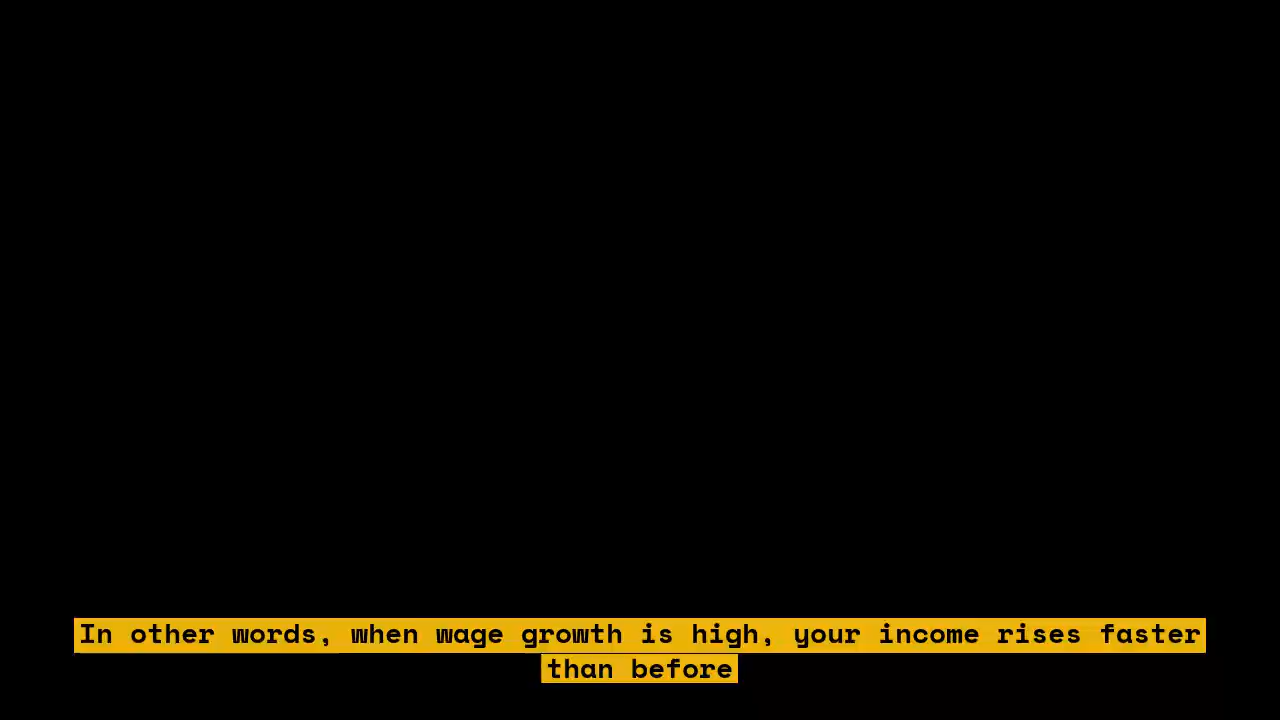 In other words, when wage growth is high, your income rises faster
than before